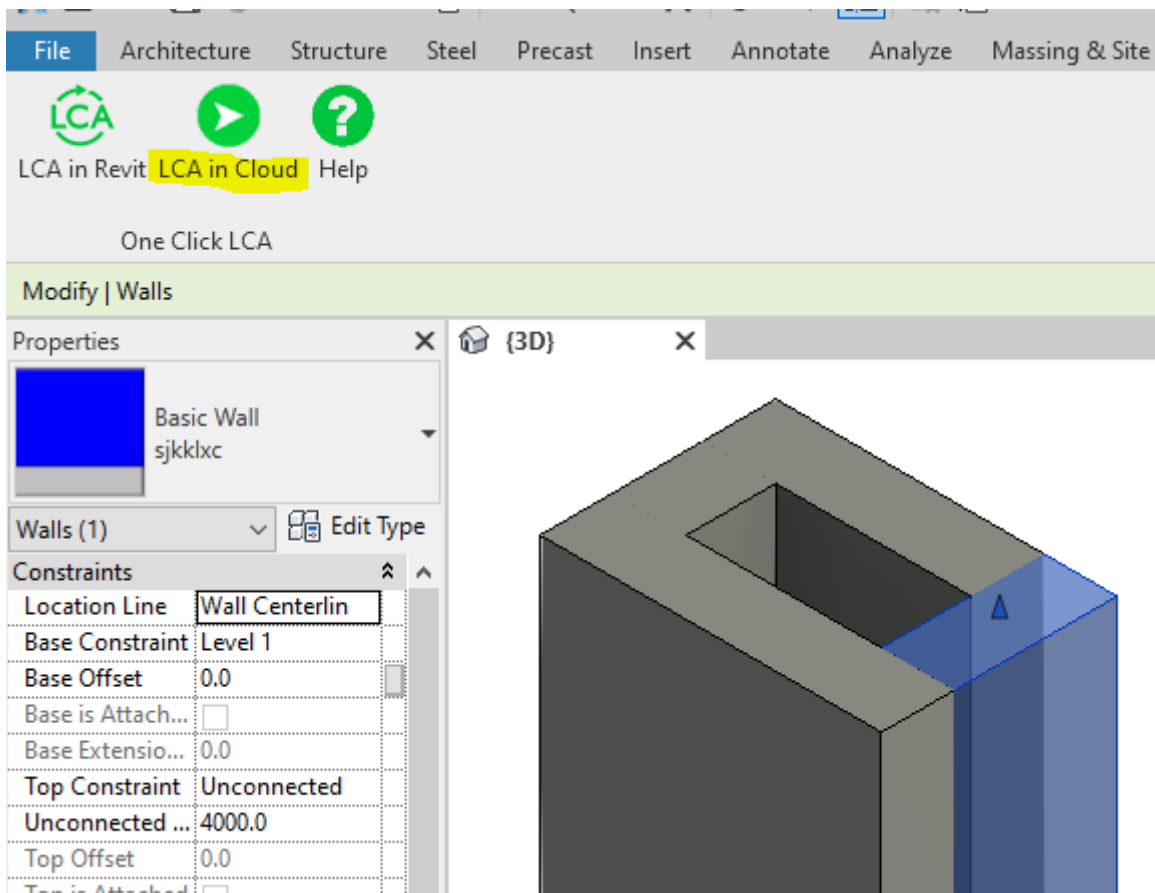 File Architecture Structure Steel Precast Insert Annotate Analyze Massing & Site
LCA
LCA in Revit LCA in Cloud Help
One Click LCA
Modify | Walls
Properties
{3D}
Basic Wall
sjkklxc
Walls (1) Edit Type
Constraints
Location Line Wall Centerlin
Base Constraint Level 1
Base Offset 0.0
Base is Attach...
Base Extensio... 0.0
Top Constraint Unconnected
Unconnected ... 4000.0
Top Offset 0.0
Top is Attached